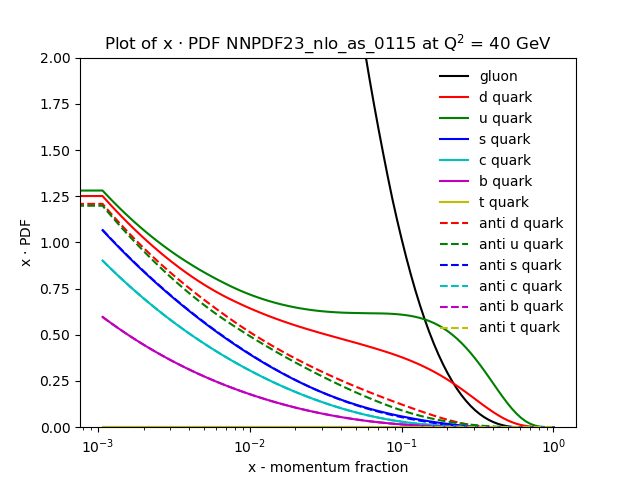 Plot of x · PDF NNPDF23_nlo_as_0115 at Q² = 40 GeV
2.00
1.75
1.50
1.25
1.00
0.75
0.50
0.25
0.00
x · PDF
gluon
d quark
u quark
s quark
c quark
b quark
t quark
anti d quark
anti u quark
anti s quark
anti c quark
anti b quark
anti t quark
10⁻³ 10⁻² 10⁻¹ 10⁰
x - momentum fraction